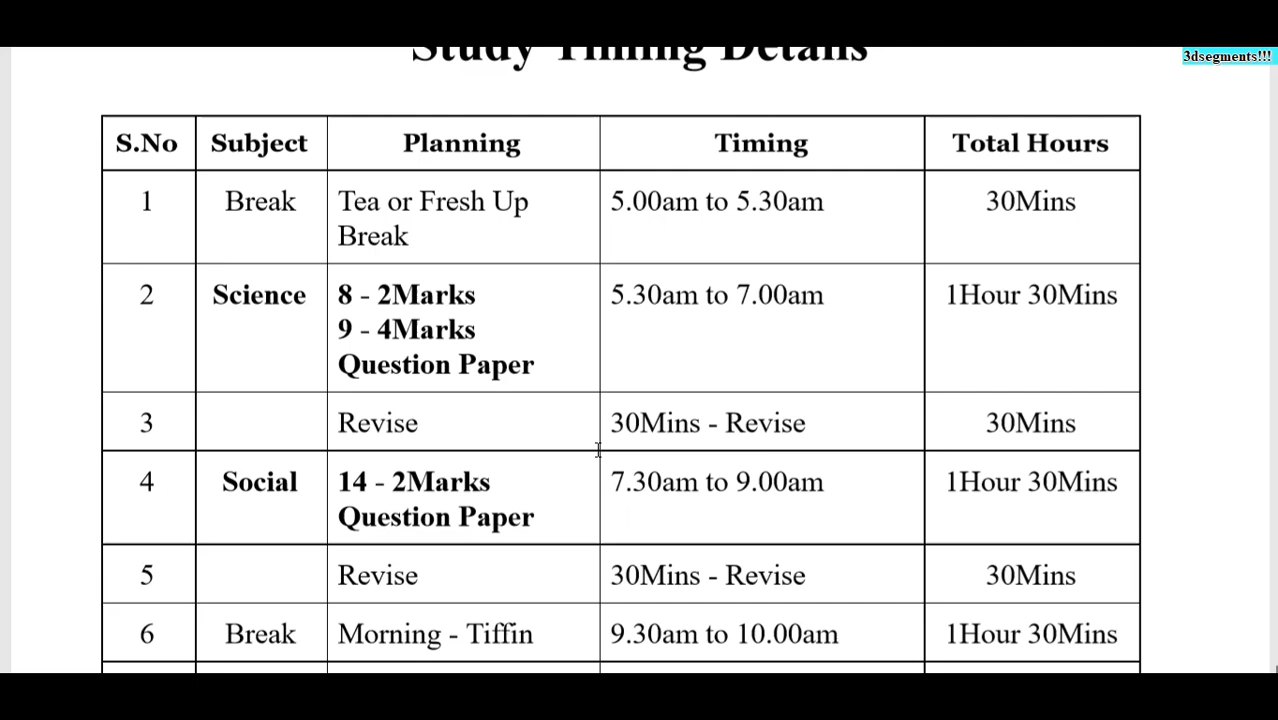 Study Timing Details
3dsegments!!!
S.No Subject Planning Timing Total Hours
1 Break Tea or Fresh Up 5.00am to 5.30am 30Mins
Break
2 Science 8 - 2Marks 5.30am to 7.00am 1Hour 30Mins
9 - 4Marks
Question Paper
3 Revise 30Mins - Revise 30Mins
4 Social 14 - 2Marks 7.30am to 9.00am 1Hour 30Mins
Question Paper
5 Revise 30Mins - Revise 30Mins
6 Break Morning - Tiffin 9.30am to 10.00am 1Hour 30Mins